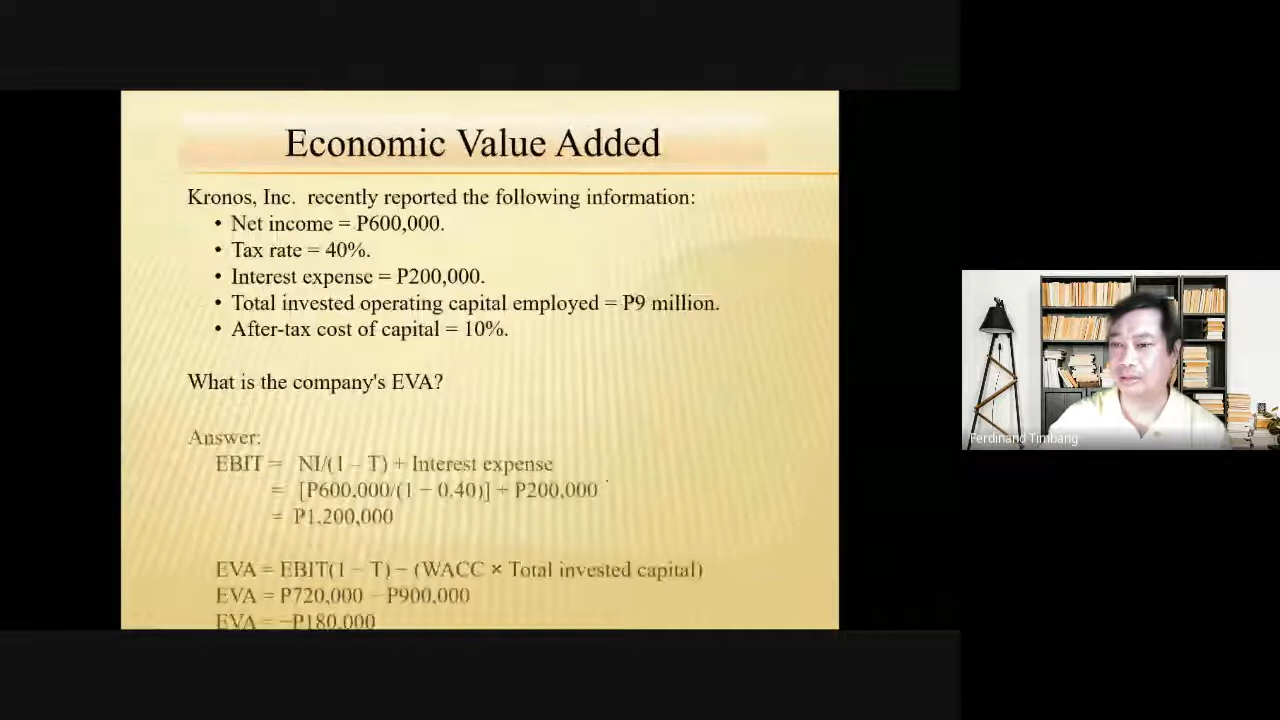 Economic Value Added
Kronos, Inc. recently reported the following information:
• Net income = P600,000.
• Tax rate = 40%.
• Interest expense = P200,000.
• Total invested operating capital employed = P9 million.
• After-tax cost of capital = 10%.
What is the company's EVA?
Answer:
EBIT = NI/(1 – T) + Interest expense
= [P600,000/(1 – 0.40)] + P200,000
= P1,200,000
EVA = EBIT(1 – T) – (WACC × Total invested capital)
EVA = P720,000 – P900,000
EVA = –P180,000
Ferdinand Timbang